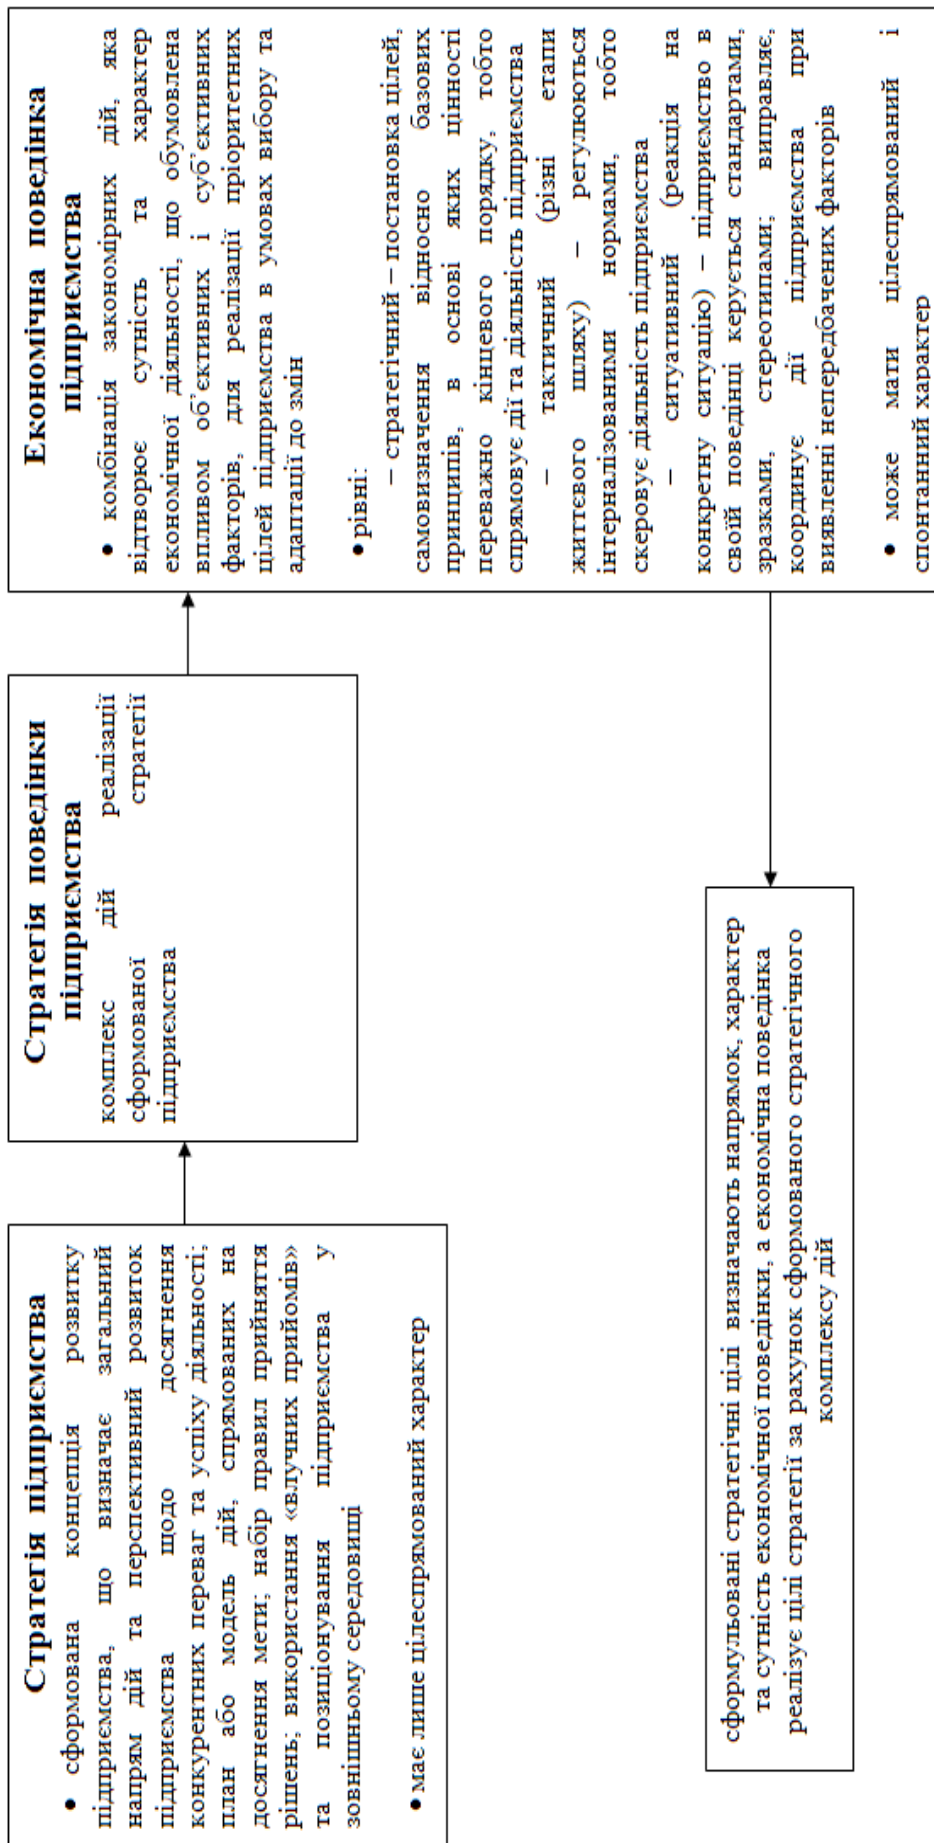 Стратегія підприємства
• сформована концепція розвитку
підприємства, що визначає загальний
напрям дій та перспективний розвиток
підприємства щодо досягнення
конкурентних переваг та успіху діяльності;
план або модель дій, спрямованих на
досягнення мети; набір правил прийняття
рішень; використання «влучних прийомів»
та позиціонування підприємства у
зовнішньому середовищі
• має лише цілеспрямований характер
Стратегія поведінки
підприємства
комплекс дій реалізації
сформованої стратегії
підприємства
Економічна поведінка
підприємства
• комбінація закономірних дій, яка
відтворює сутність та характер
економічної діяльності, що обумовлена
впливом об'єктивних і суб'єктивних
факторів, для реалізації пріоритетних
цілей підприємства в умовах вибору та
адаптації до змін
• рівні:
– стратегічний – постановка цілей,
самовизначення відносно базових
принципів, в основі яких цінності
переважно кінцевого порядку, тобто
спрямовує дії та діяльність підприємства
– тактичний (різні етапи
життєвого шляху) – регулюються
інтерналізованими нормами, тобто
скеровує діяльність підприємства
– ситуативний (реакція на
конкретну ситуацію) – підприємство в
своїй поведінці керується стандартами,
зразками, стереотипами; виправляє,
координує дії підприємства при
виявленні непередбачених факторів
• може мати цілеспрямований і
спонтанний характер
сформульовані стратегічні цілі визначають напрямок, характер
та сутність економічної поведінки, а економічна поведінка
реалізує цілі стратегії за рахунок сформованого стратегічного
комплексу дій